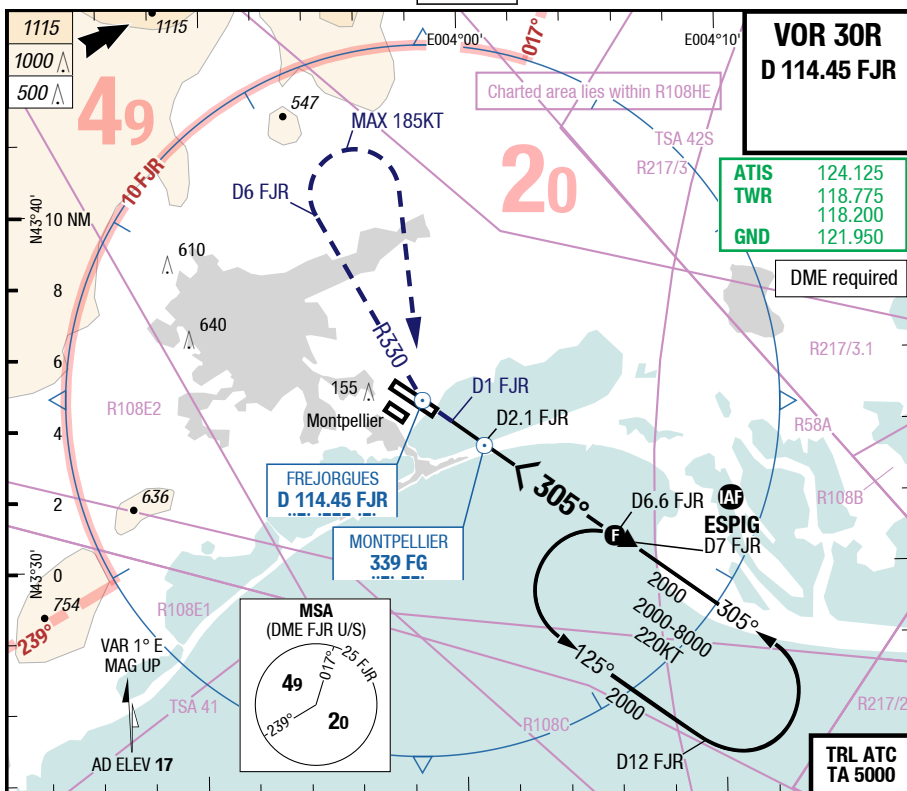 1115
1000
500
1115
E004°00'
017°
E004°10'
VOR 30R
D 114.45 FJR
49
547
MAX 185KT
Charted area lies within R108HE
TSA 42S
R217/3
10 FJR
D6 FJR
20
ATIS 124.125
TWR 118.775
118.200
GND 121.950
N43°40'
10 NM
610
DME required
8
640
R330
R217/3.1
6
155
D1 FJR
R108E2
Montpellier
D2.1 FJR
R58A
4
FREJORGUES
D 114.45 FJR
305°
D6.6 FJR
IAF
R108B
636
ESPIG
2
F
D7 FJR
MONTPELLIER
339 FG
N43°30'
0
2000
305°
754
R108E1
MSA
(DME FJR U/S)
2000-8000
220KT
239°
VAR 1° E
MAG UP
017°
25 FJR
49
125°
TSA 41
20
2000
R217/2
239°
R108C
AD ELEV 17
D12 FJR
TRL ATC
TA 5000